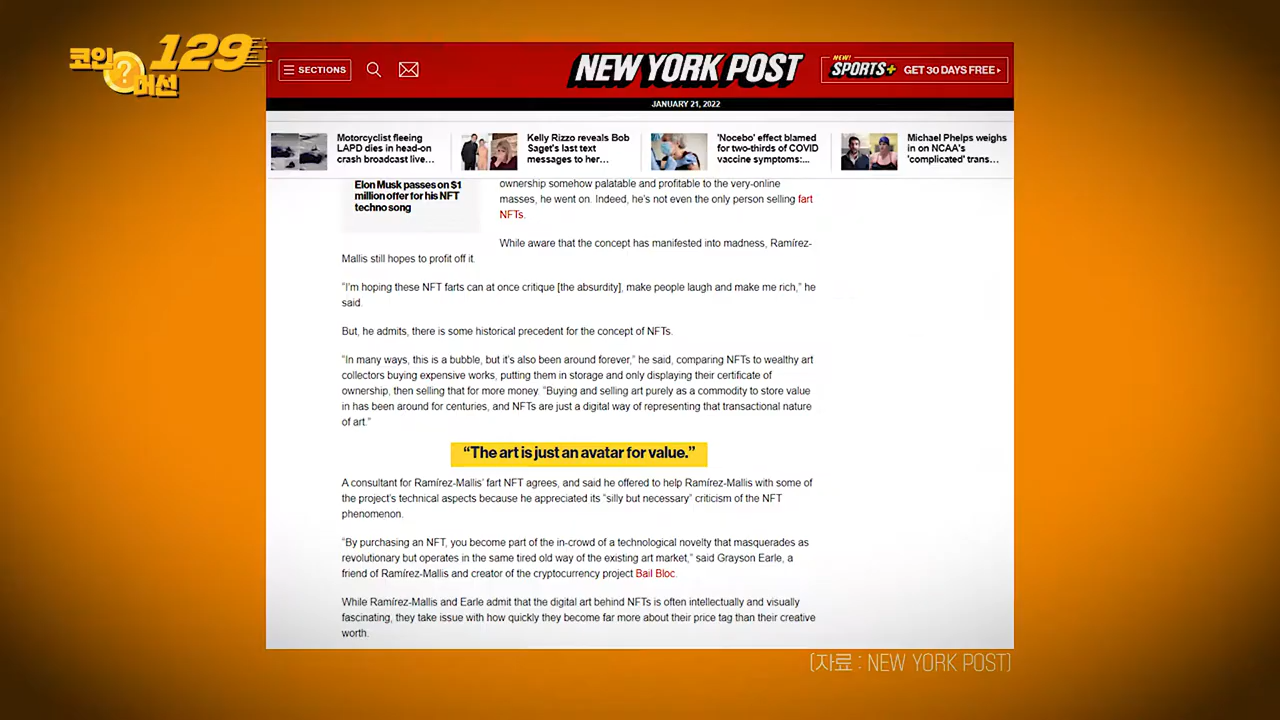 코인 129
?
머선
SECTIONS
NEW YORK POST
NEW!
SPORTS+ GET 30 DAYS FREE
JANUARY 21, 2022
Motorcyclist fleeing
LAPD dies in head-on
crash broadcast live...
Kelly Rizzo reveals Bob
Saget's last text
messages to her...
'Nocebo' effect blamed
for two-thirds of COVID
vaccine symptoms:...
Michael Phelps weighs
in on NCAA's
'complicated' trans...
Elon Musk passes on $1
million offer for his NFT
techno song
ownership somehow palatable and profitable to the very-online
masses, he went on. Indeed, he's not even the only person selling fart
NFTs.
While aware that the concept has manifested into madness, Ramírez-
Mallis still hopes to profit off it.
"I'm hoping these NFT farts can at once critique [the absurdity], make people laugh and make me rich," he
said.
But, he admits, there is some historical precedent for the concept of NFTs.
"In many ways, this is a bubble, but it's also been around forever," he said, comparing NFTs to wealthy art
collectors buying expensive works, putting them in storage and only displaying their certificate of
ownership, then selling that for more money. "Buying and selling art purely as a commodity to store value
in has been around for centuries, and NFTs are just a digital way of representing that transactional nature
of art."
“The art is just an avatar for value.”
A consultant for Ramírez-Mallis' fart NFT agrees, and said he offered to help Ramírez-Mallis with some of
the project's technical aspects because he appreciated its "silly but necessary" criticism of the NFT
phenomenon.
"By purchasing an NFT, you become part of the in-crowd of a technological novelty that masquerades as
revolutionary but operates in the same tired old way of the existing art market," said Grayson Earle, a
friend of Ramírez-Mallis and creator of the cryptocurrency project Bail Bloc.
While Ramírez-Mallis and Earle admit that the digital art behind NFTs is often intellectually and visually
fascinating, they take issue with how quickly they become far more about their price tag than their creative
worth.
[자료 : NEW YORK POST]